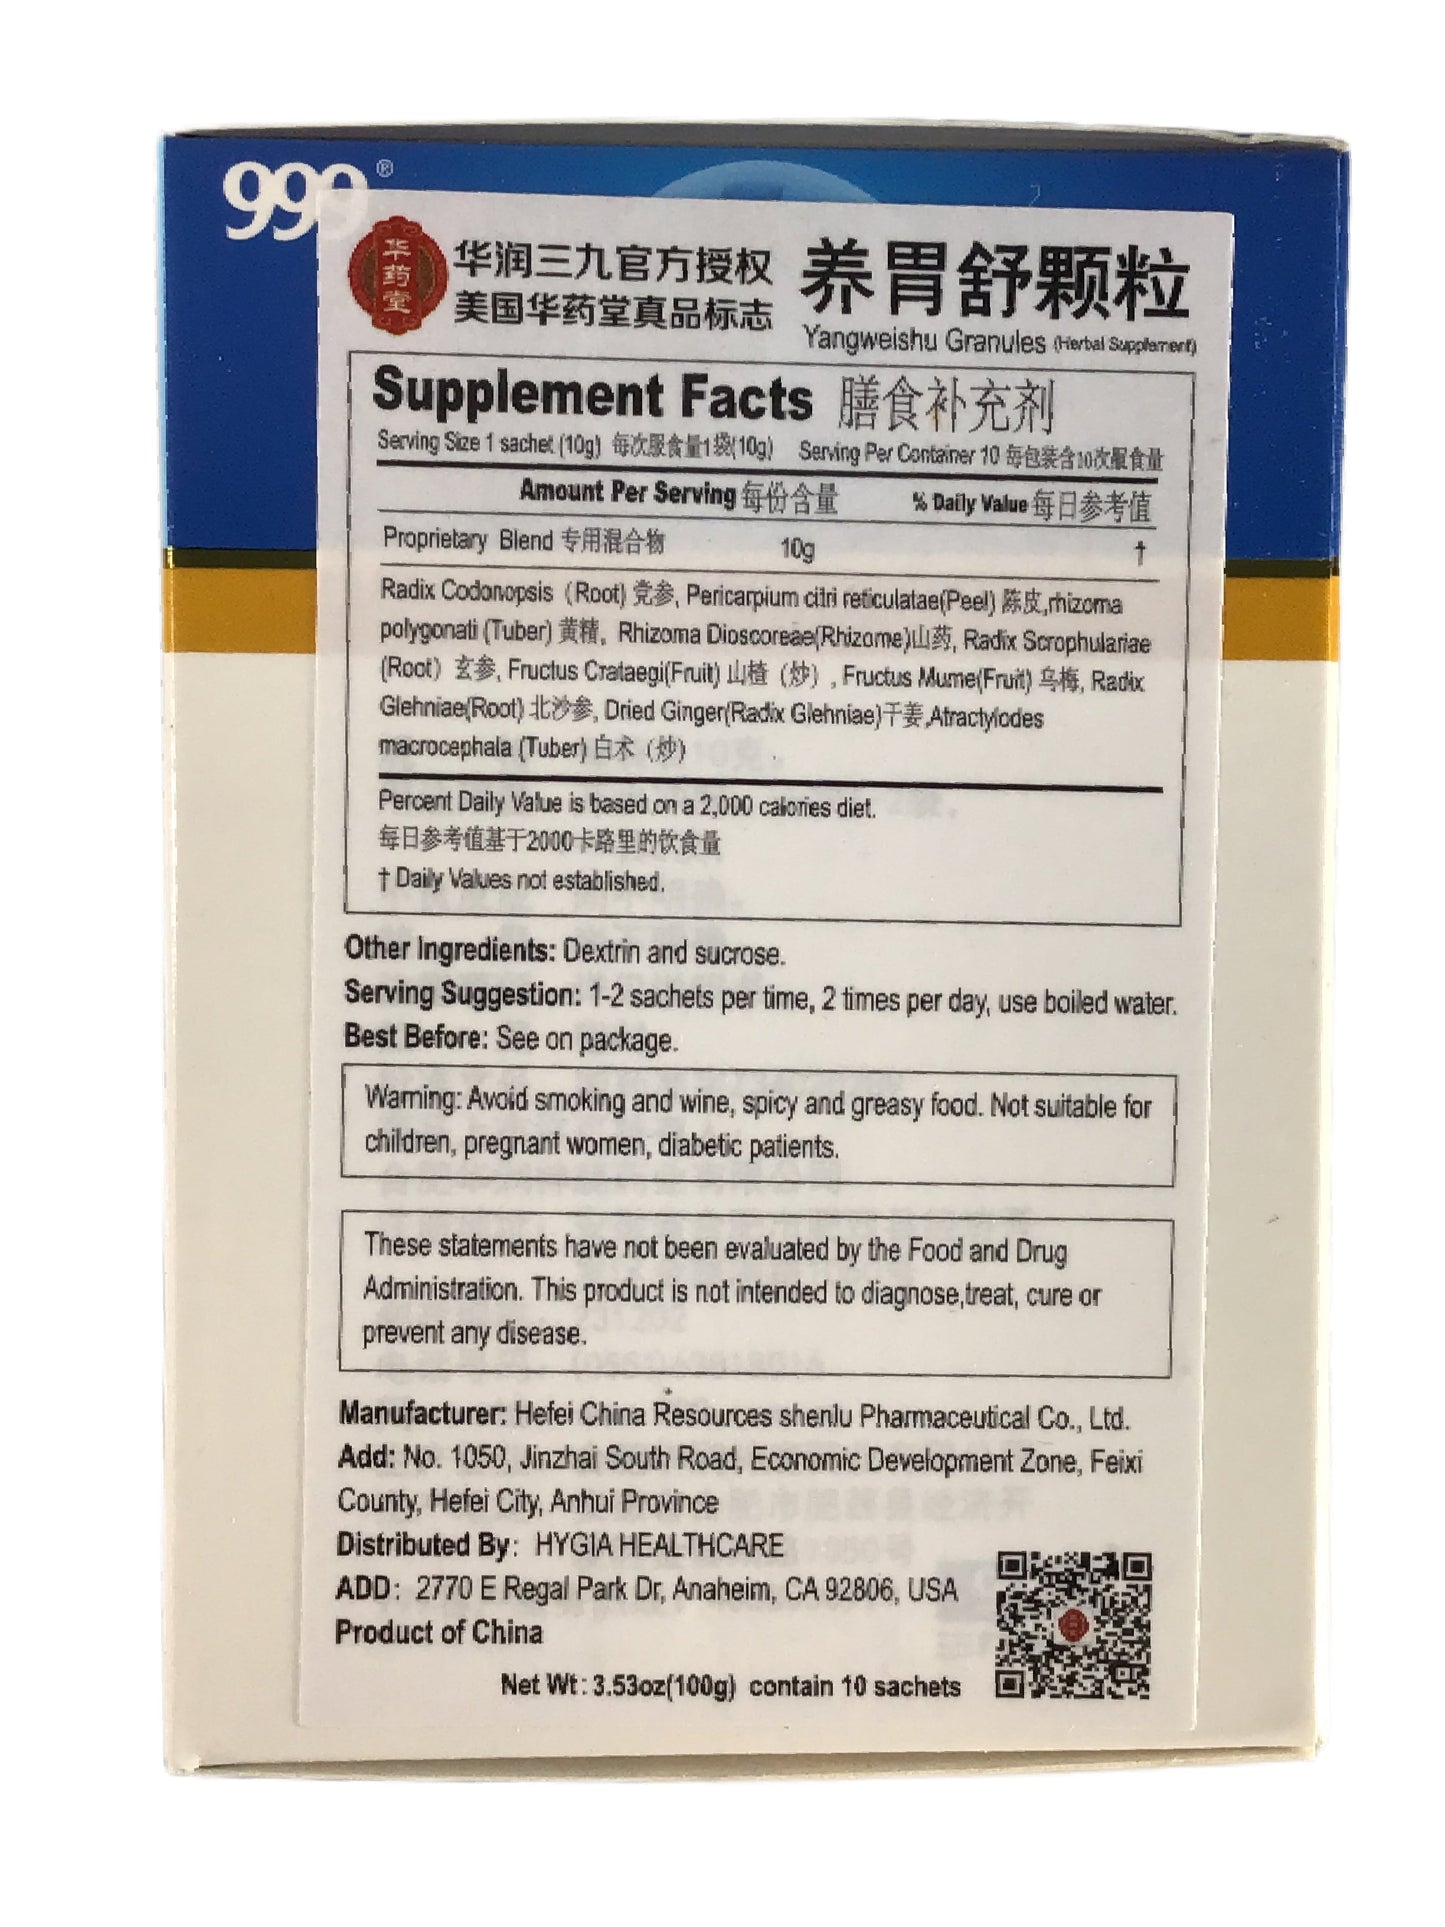 999®
华药堂
华润三九官方授权
美国华药堂真品标志
养胃舒颗粒
Yangweishu Granules (Herbal Supplement)
Supplement Facts 膳食补充剂
Serving Size 1 sachet (10g) 每次服食量1袋(10g) Serving Per Container 10 每包装含10次服食量
Amount Per Serving 每份含量 % Daily Value 每日参考值
Proprietary Blend 专用混合物 10g †
Radix Codonopsis（Root) 党参, Pericarpium citri reticulatae(Peel) 陈皮,rhizoma
polygonati (Tuber) 黄精, Rhizoma Dioscoreae(Rhizome)山药, Radix Scrophulariae
(Root）玄参, Fructus Crataegi(Fruit) 山楂（炒）, Fructus Mume(Fruit) 乌梅, Radix
Glehniae(Root) 北沙参, Dried Ginger(Radix Glehniae)干姜,Atractylodes
macrocephala (Tuber) 白术（炒）
Percent Daily Value is based on a 2,000 calories diet.
每日参考值基于2000卡路里的饮食量
† Daily Values not established.
Other Ingredients: Dextrin and sucrose.
Serving Suggestion: 1-2 sachets per time, 2 times per day, use boiled water.
Best Before: See on package.
Warning: Avoid smoking and wine, spicy and greasy food. Not suitable for
children, pregnant women, diabetic patients.
These statements have not been evaluated by the Food and Drug
Administration. This product is not intended to diagnose,treat, cure or
prevent any disease.
Manufacturer: Hefei China Resources shenlu Pharmaceutical Co., Ltd.
Add: No. 1050, Jinzhai South Road, Economic Development Zone, Feixi
County, Hefei City, Anhui Province
Distributed By: HYGIA HEALTHCARE
ADD: 2770 E Regal Park Dr, Anaheim, CA 92806, USA
Product of China
Net Wt: 3.53oz(100g) contain 10 sachets